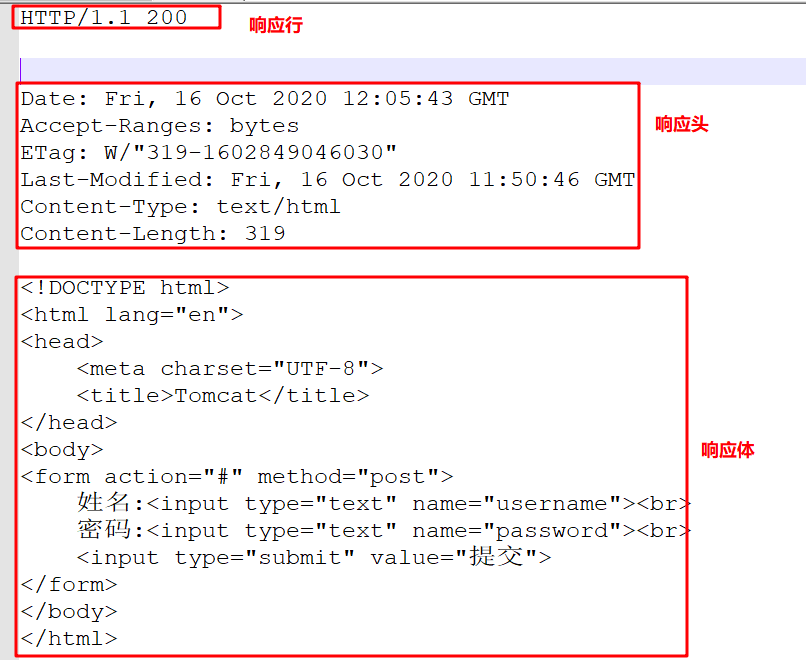 HTTP/1.1 200
响应行
Date: Fri, 16 Oct 2020 12:05:43 GMT
Accept-Ranges: bytes
响应头
ETag: W/"319-1602849046030"
Last-Modified: Fri, 16 Oct 2020 11:50:46 GMT
Content-Type: text/html
Content-Length: 319
<!DOCTYPE html>
<html lang="en">
<head>
    <meta charset="UTF-8">
    <title>Tomcat</title>
</head>
<body>
响应体
<form action="#" method="post">
    姓名:<input type="text" name="username"><br>
    密码:<input type="text" name="password"><br>
    <input type="submit" value="提交">
</form>
</body>
</html>